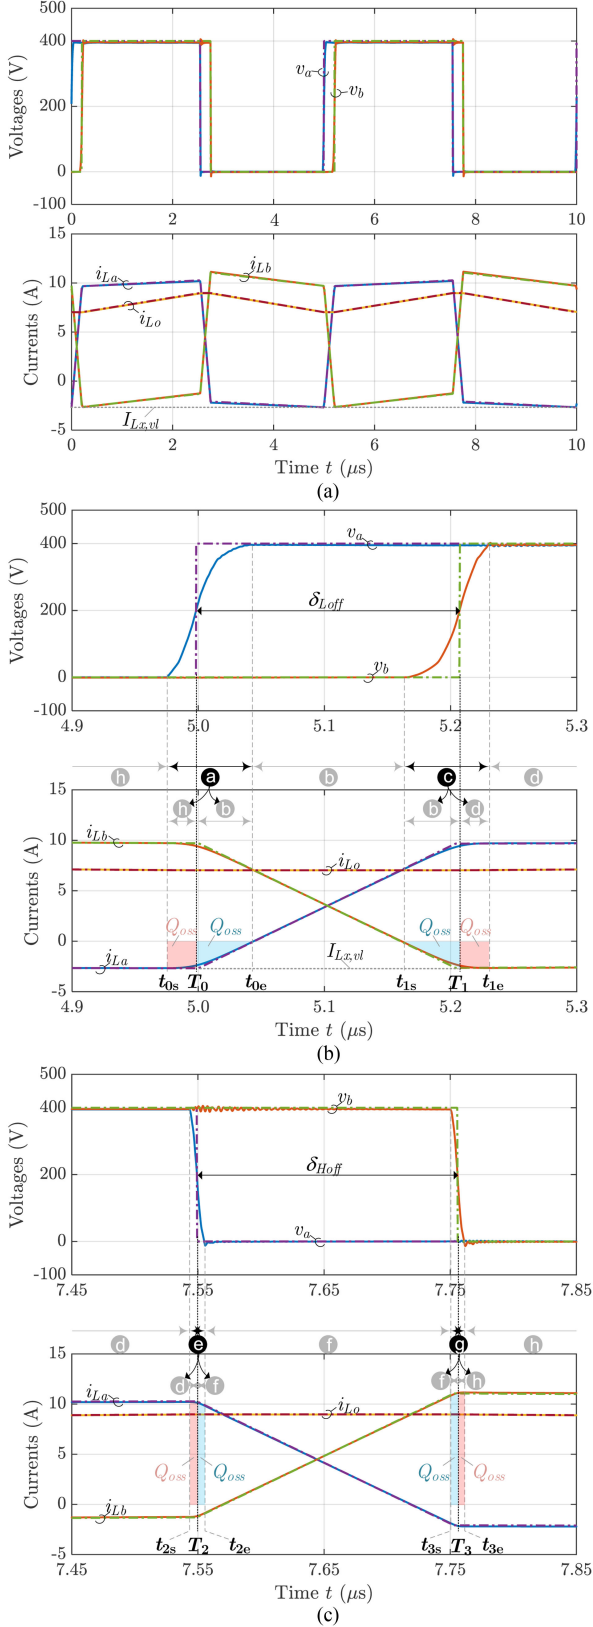 500
400
200
0
-100
Voltages (V)
v_a
v_b
0 2 4 6 8 10
15
10
5
0
-5
Currents (A)
i_La
i_Lb
i_Lo
I_Lx,vl
0 2 4 6 8 10
Time t (μs)
(a)
500
400
200
0
-100
Voltages (V)
v_a
δ_Loff
v_b
4.9 5.0 5.1 5.2 5.3
h a b c d
h b b d
15
10
5
0
-5
Currents (A)
i_Lb
i_Lo
Q_oss Q_oss Q_oss Q_oss
i_La
I_Lx,vl
t_0s T_0 t_0e t_1s T_1 t_1e
4.9 5.0 5.1 5.2 5.3
Time t (μs)
(b)
500
400
200
0
-100
Voltages (V)
v_b
δ_Hoff
v_a
7.45 7.55 7.65 7.75 7.85
d e f g h
d f f h
15
10
5
0
-5
Currents (A)
i_La
i_Lo
Q_oss Q_oss Q_oss Q_oss
i_Lb
t_2s T_2 t_2e t_3s T_3 t_3e
7.45 7.55 7.65 7.75 7.85
Time t (μs)
(c)